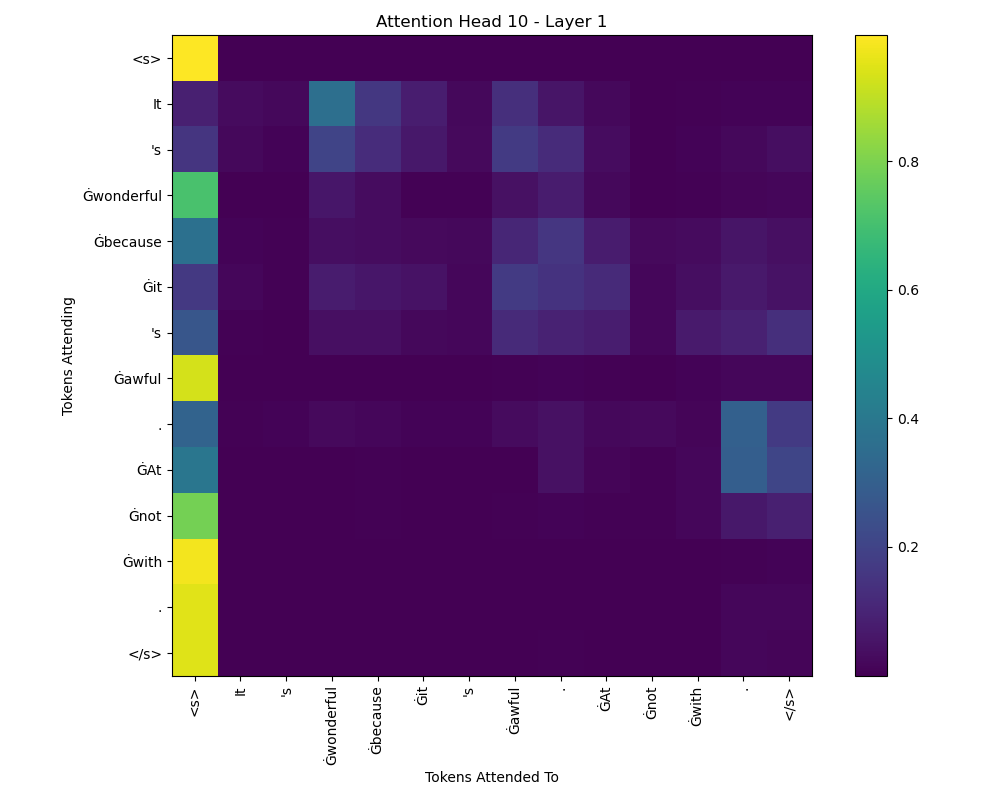 Attention Head 10 - Layer 1
Tokens Attending
<s>
It
's
Ġwonderful
Ġbecause
Ġit
's
Ġawful
.
ĠAt
Ġnot
Ġwith
.
</s>
<s>
It
's
Ġwonderful
Ġbecause
Ġit
's
Ġawful
.
ĠAt
Ġnot
Ġwith
.
</s>
Tokens Attended To
0.8
0.6
0.4
0.2